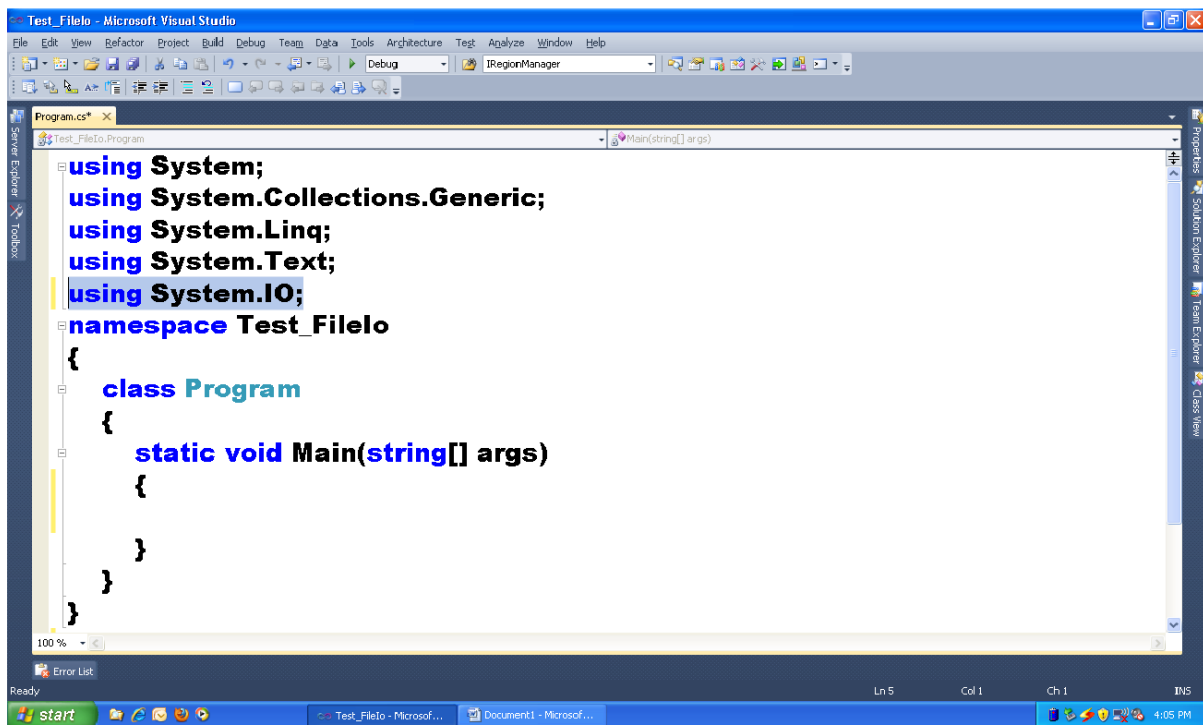 Test_FileIo - Microsoft Visual Studio
File Edit View Refactor Project Build Debug Team Data Tools Architecture Test Analyze Window Help
Debug IRegionManager
Program.cs* X
Test_FileIo.Program Main(string[] args)
using System;
using System.Collections.Generic;
using System.Linq;
using System.Text;
using System.IO;
namespace Test_FileIo
{
class Program
{
static void Main(string[] args)
{
}
}
}
100 %
Error List
Ready Ln 5 Col 1 Ch 1 INS
start Test_FileIo - Microsof... Document1 - Microsof... 4:05 PM
Server Explorer
Toolbox
Properties
Solution Explorer
Team Explorer
Class View